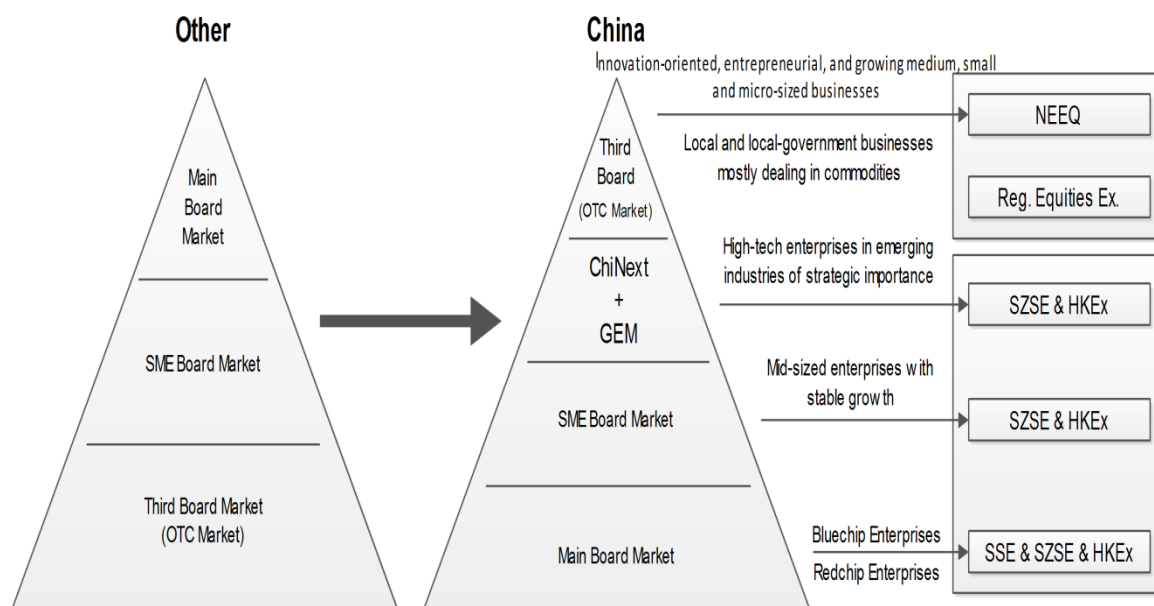 Other
Main
Board
Market
SME Board Market
Third Board Market
(OTC Market)
China
Innovation-oriented, entrepreneurial, and growing medium, small
and micro-sized businesses
Third
Board
(OTC Market)
Local and local-government businesses
mostly dealing in commodities
NEEQ
Reg. Equities Ex.
ChiNext
+
GEM
High-tech enterprises in emerging
industries of strategic importance
SZSE & HKEx
SME Board Market
Mid-sized enterprises with
stable growth
SZSE & HKEx
Main Board Market
Bluechip Enterprises
Redchip Enterprises
SSE & SZSE & HKEx